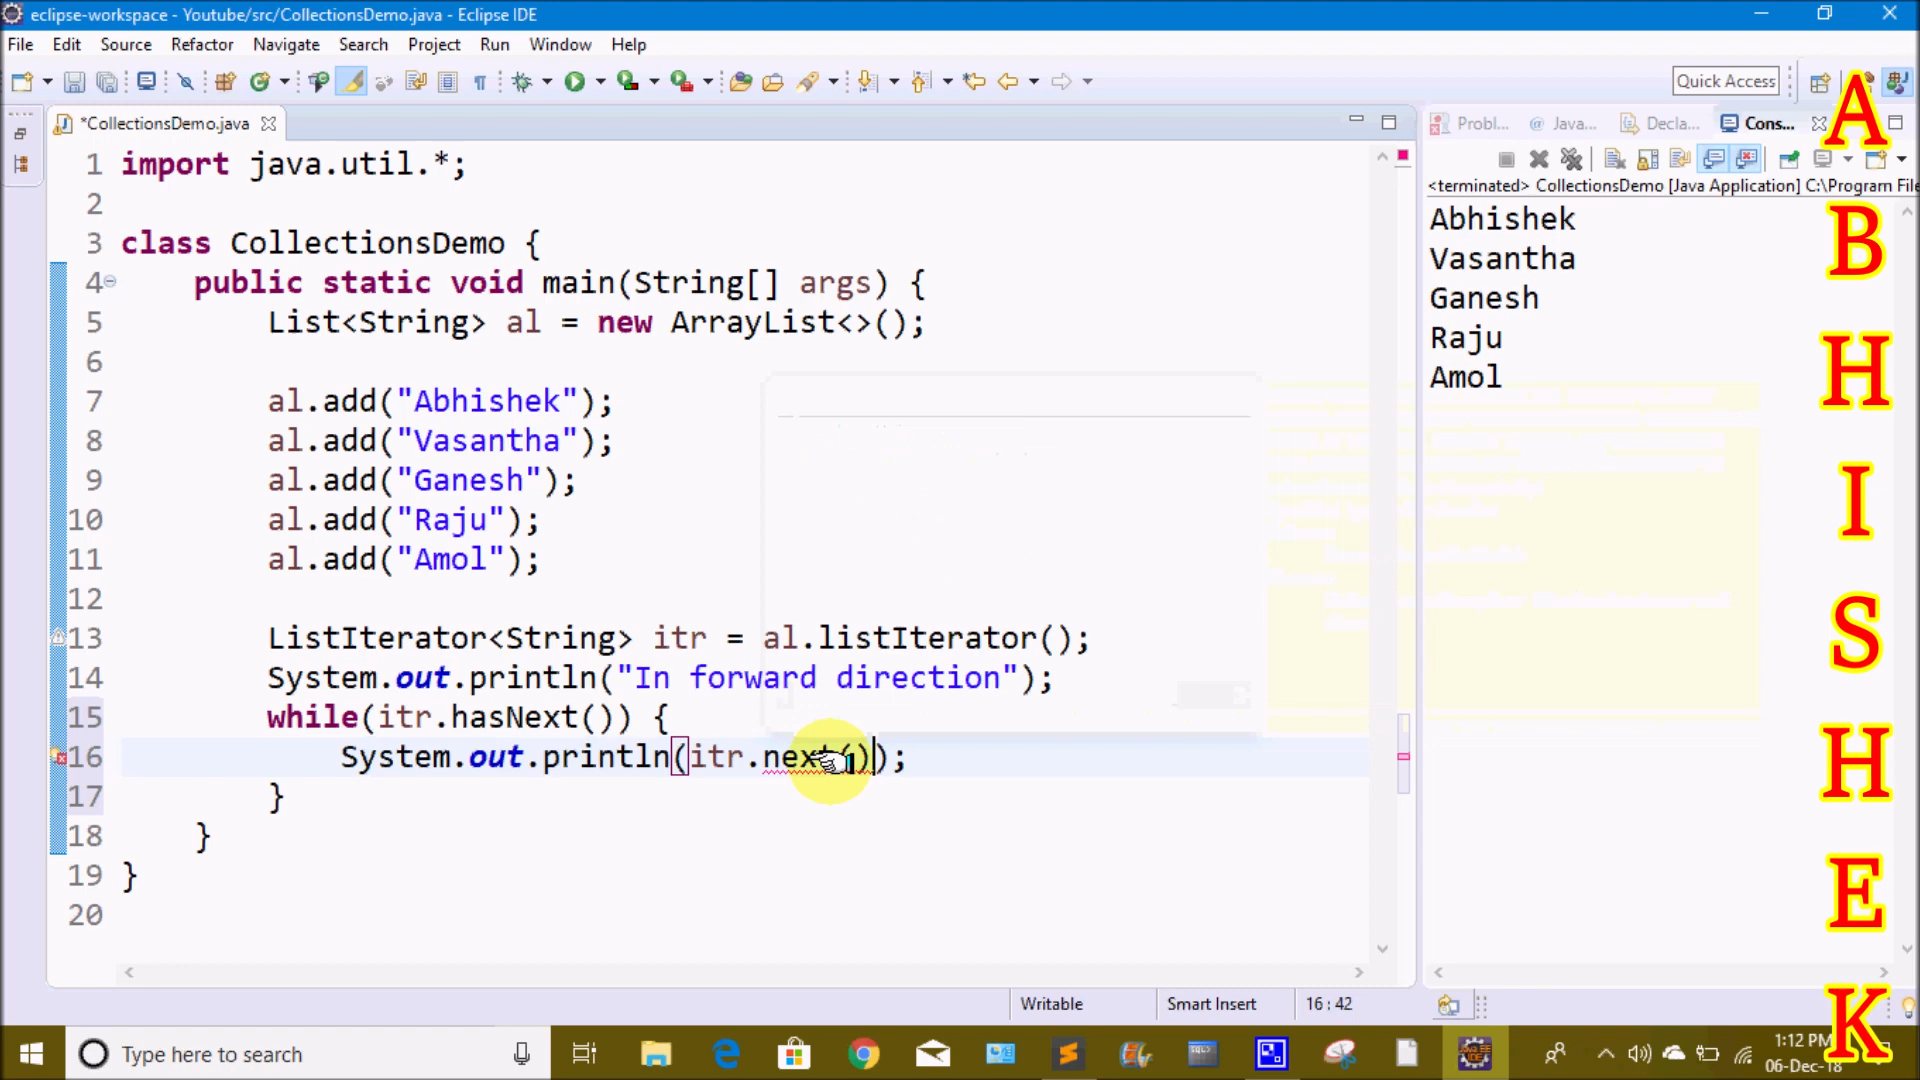 eclipse-workspace - Youtube/src/CollectionsDemo.java - Eclipse IDE
File Edit Source Refactor Navigate Search Project Run Window Help
Quick Access
*CollectionsDemo.java
Probl... Java... Decla... Cons...
<terminated> CollectionsDemo [Java Application] C:\Program File
1 import java.util.*;
2
3 class CollectionsDemo {
4 public static void main(String[] args) {
5 List<String> al = new ArrayList<>();
6
7 al.add("Abhishek");
8 al.add("Vasantha");
9 al.add("Ganesh");
10 al.add("Raju");
11 al.add("Amol");
12
13 ListIterator<String> itr = al.listIterator();
14 System.out.println("In forward direction");
15 while(itr.hasNext()) {
16 System.out.println(itr.next());
17 }
18 }
19 }
20
Abhishek
Vasantha
Ganesh
Raju
Amol
A
B
H
I
S
H
E
K
Writable Smart Insert 16 : 42
Type here to search
1:12 PM
06-Dec-18